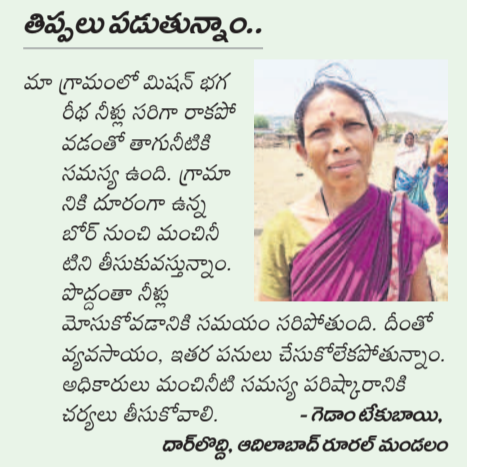 తిప్పలు పడుతున్నాం..
మా గ్రామంలో మిషన్ భగ
రీథ నీళ్లు సరిగా రాకపో
వడంతో తాగునీటికి
సమస్య ఉంది. గ్రామా
నికి దూరంగా ఉన్న
బోర్ నుంచి మంచినీ
టిని తీసుకువస్తున్నాం.
పొద్దంతా నీళ్లు
మోసుకోవడానికి సమయం సరిపోతుంది. దీంతో
వ్యవసాయం, ఇతర పనులు చేసుకోలేకపోతున్నాం.
అధికారులు మంచినీటి సమస్య పరిష్కారానికి
చర్యలు తీసుకోవాలి. - గెడాం టేకుబాయి,
దార్‌లొద్ది, ఆదిలాబాద్ రూరల్ మండలం